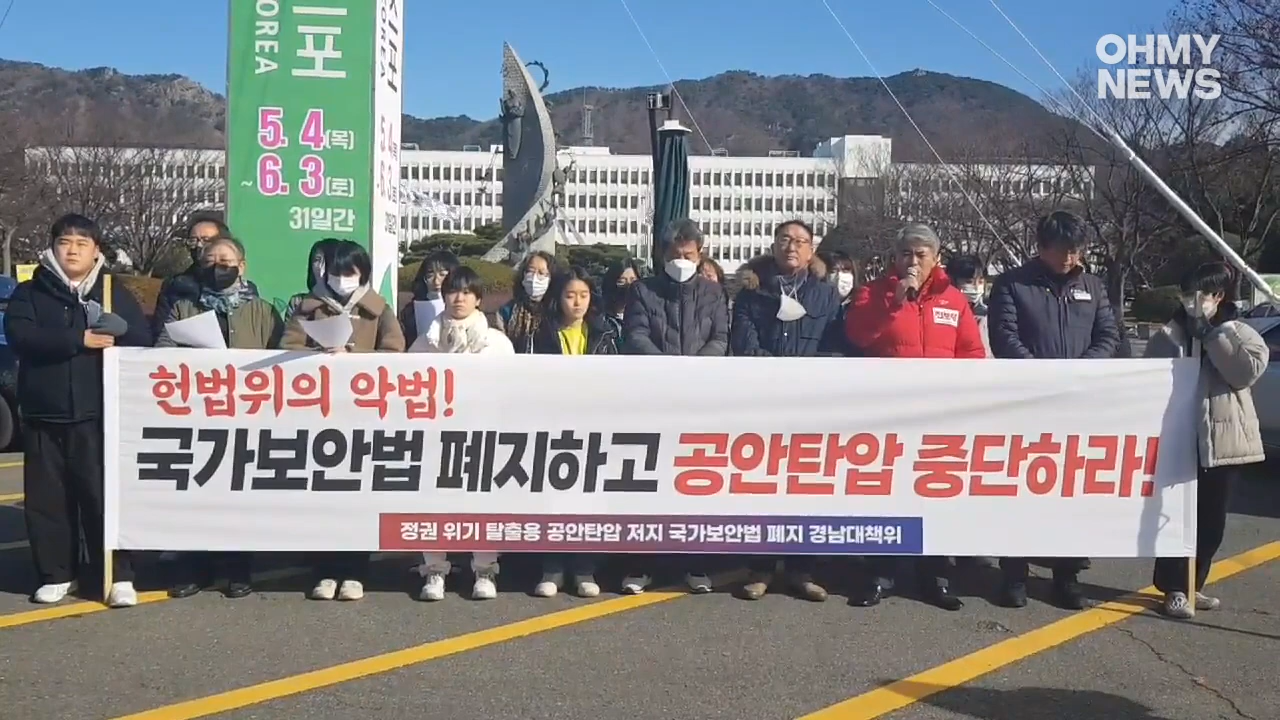 OHMY
NEWS
OREA
스포
5. 4(목)
~6. 3(토)
31일간
헌법위의 악법!
국가보안법 폐지하고 공안탄압 중단하라!
정권 위기 탈출용 공안탄압 저지 국가보안법 폐지 경남대책위